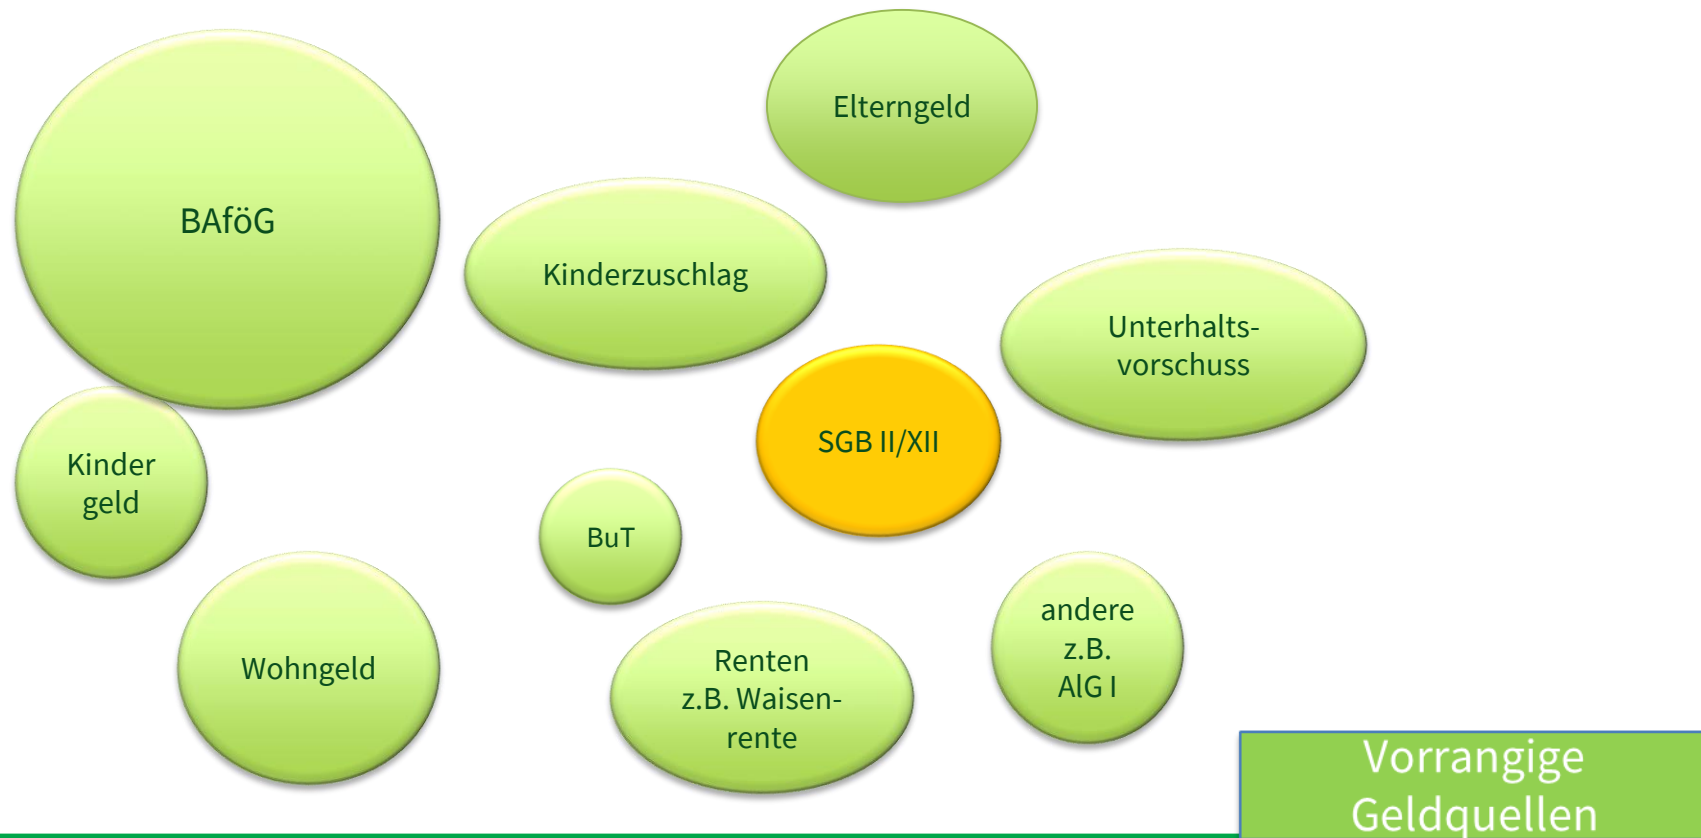 Elterngeld
BAföG
Kinderzuschlag
Unterhalts-
vorschuss
SGB II/XII
Kinder
geld
BuT
andere
z.B.
AlG I
Wohngeld
Renten
z.B. Waisen-
rente
Vorrangige
Geldquellen